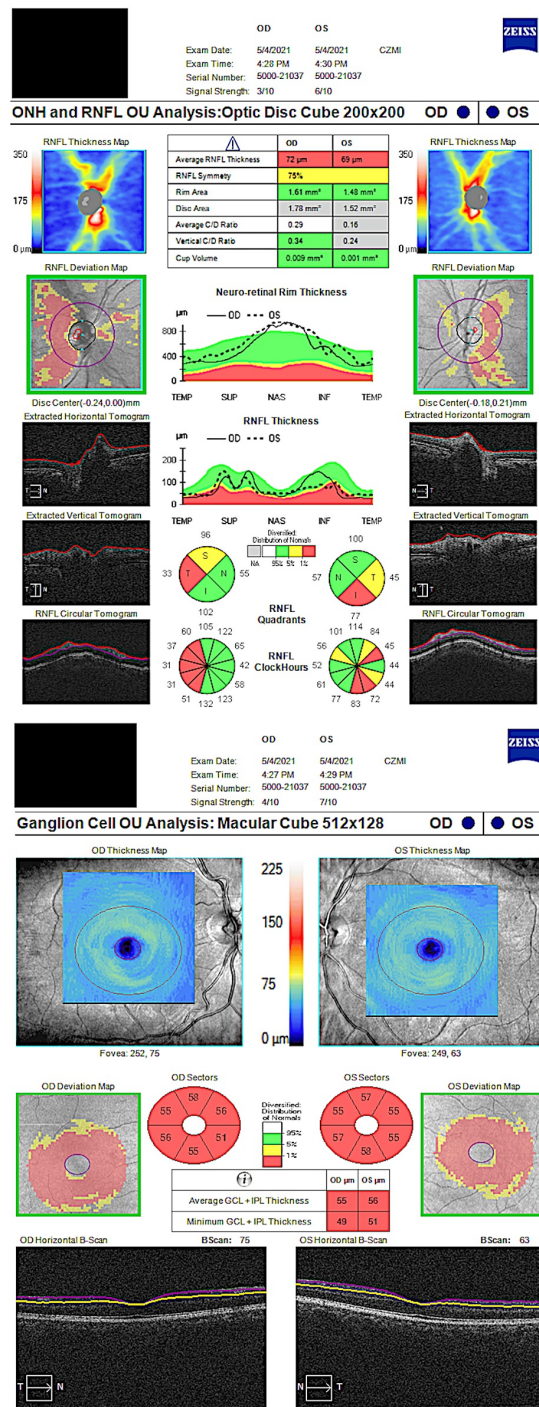 OD OS
ZEISS
Exam Date: 5/4/2021 5/4/2021 CZMI
Exam Time: 4:28 PM 4:30 PM
Serial Number: 5000-21037 5000-21037
Signal Strength: 3/10 6/10
ONH and RNFL OU Analysis:Optic Disc Cube 200x200 OD OS
RNFL Thickness Map
350
175
0 µm
OD OS
Average RNFL Thickness 72 µm 69 µm
RNFL Symmetry 75%
Rim Area 1.61 mm² 1.48 mm²
Disc Area 1.78 mm² 1.52 mm²
Average C/D Ratio 0.29 0.16
Vertical C/D Ratio 0.34 0.24
Cup Volume 0.009 mm³ 0.001 mm³
RNFL Thickness Map
350
175
0 µm
RNFL Deviation Map
Disc Center(-0.24,0.00)mm
Neuro-retinal Rim Thickness
µm OD OS
800
400
0
TEMP SUP NAS INF TEMP
RNFL Deviation Map
Disc Center(-0.18,0.21)mm
Extracted Horizontal Tomogram
T N
RNFL Thickness
µm OD OS
200
100
0
TEMP SUP NAS INF TEMP
Extracted Horizontal Tomogram
N T
Extracted Vertical Tomogram
I S
Extracted Vertical Tomogram
I S
96
S
33 T N 55
I
102
Diversified:
Distribution of Normals
NA 95% 5% 1%
100
S
57 N T 45
I
77
RNFL
Quadrants
RNFL Circular Tomogram
105
60 122
37 65
31 42
31 58
51 123
132
RNFL
ClockHours
114
101 84
56 45
52 44
61 44
77 72
83
RNFL Circular Tomogram
OD OS
ZEISS
Exam Date: 5/4/2021 5/4/2021 CZMI
Exam Time: 4:27 PM 4:29 PM
Serial Number: 5000-21037 5000-21037
Signal Strength: 4/10 7/10
Ganglion Cell OU Analysis: Macular Cube 512x128 OD OS
OD Thickness Map
Fovea: 252, 75
225
150
75
0 µm
OS Thickness Map
Fovea: 249, 63
OD Deviation Map
OD Sectors
58
55 56
56 51
55
Diversified:
Distribution
of Normals
95%
5%
1%
OS Sectors
57
55 55
57 55
58
OS Deviation Map
OD µm OS µm
Average GCL + IPL Thickness 55 56
Minimum GCL + IPL Thickness 49 51
OD Horizontal B-Scan BScan: 75
T N
OS Horizontal B-Scan BScan: 63
N T